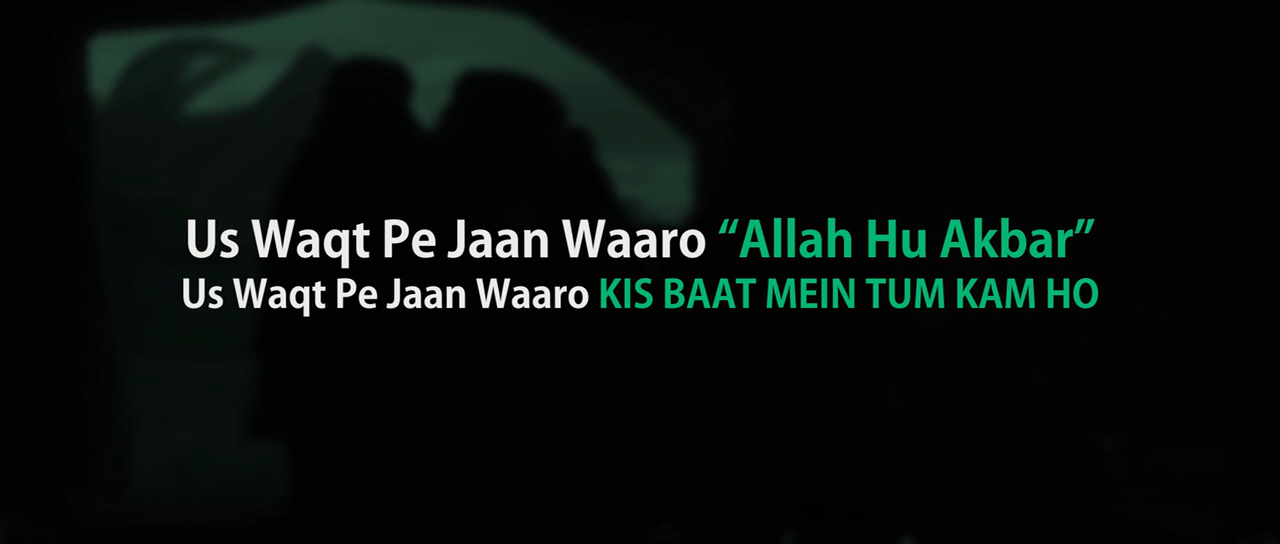 Us Waqt Pe Jaan Waaro “Allah Hu Akbar”
Us Waqt Pe Jaan Waaro KIS BAAT MEIN TUM KAM HO